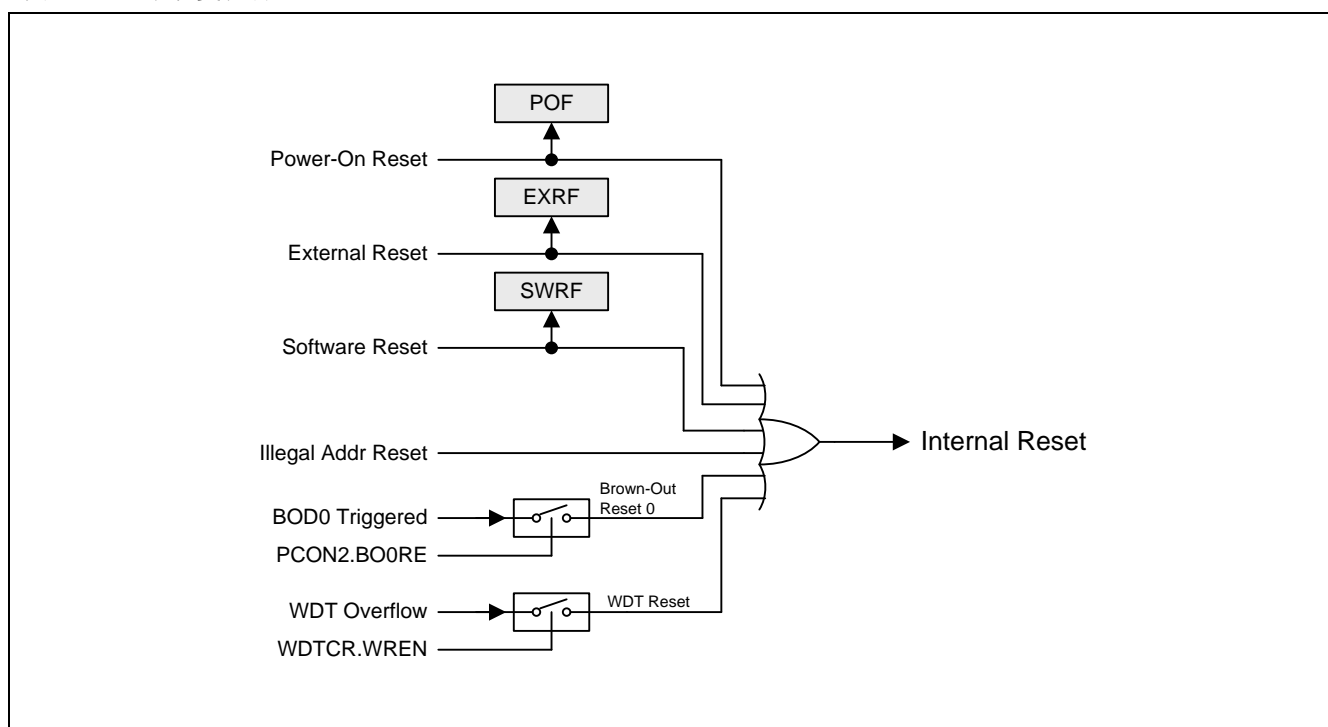 POF
Power-On Reset
EXRF
External Reset
SWRF
Software Reset
Illegal Addr Reset
Internal Reset
Brown-Out
Reset 0
BOD0 Triggered
PCON2.BO0RE
WDT Overflow
WDT Reset
WDTCR.WREN